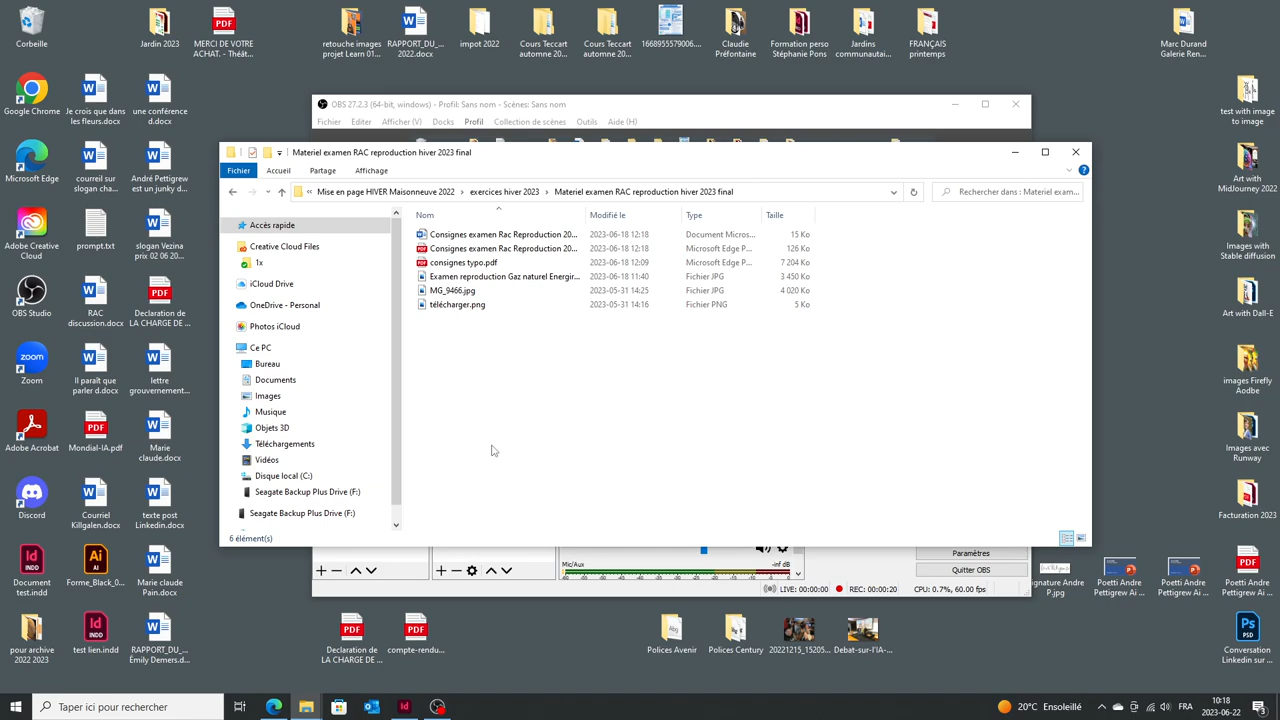 Corbeille
Jardin 2023
MERCI DE VOTRE
ACHAT. - Théât...
retouche images
projet Learn 01...
RAPPORT_DU_...
2022.docx
impot 2022
Cours Teccart
automne 20...
Cours Teccart
automne 20...
1668955579006....
Claudie
Préfontaine
Formation perso
Stéphanie Pons
Jardins
communautai...
FRANÇAIS
printemps
Marc Durand
Galerie Ren...
Google Chrome
Je crois que dans
les fleurs.docx
une conférence
d.docx
test with image
to image
Microsoft Edge
courreil sur
slogan cha...
André Pettigrew
est un junky d...
Art with
MidJourney 2022
Adobe Creative
Cloud
prompt.txt
slogan Vezina
prix 02 06 20...
Images with
Stable diffusion
OBS Studio
RAC
discussion.docx
Declaration de
LA CHARGE DE ...
Art with Dall-E
Zoom
Il paraît que
parler d.docx
lettre
grouvernement...
images Firefly
Aodbe
Adobe Acrobat
Mondial-IA.pdf
Marie
claude.docx
Images avec
Runway
Discord
Courriel
Killgalen.docx
texte post
Linkedin.docx
Facturation 2023
Document
test.indd
Forme_Black_0...
Marie claude
Pain.docx
ignature Andre
P.jpg
Poetti Andre
Pettigrew Ai ...
Poetti Andre
Pettigrew Ai ...
Poetti Andre
Pettigrew Ai ...
pour archive
2022 2023
test lien.indd
RAPPORT_DU_...
Émily Demers.d...
Declaration de
LA CHARGE DE ...
compte-rendu...
Polices Avenir
Polices Century
20221215_15205...
Debat-sur-l'IA-...
Conversation
Linkedin sur ...
OBS 27.2.3 (64-bit, windows) - Profil: Sans nom - Scènes: Sans nom
Fichier Editer Afficher (V) Docks Profil Collection de scènes Outils Aide (H)
Materiel examen RAC reproduction hiver 2023 final
Fichier Accueil Partage Affichage
« Mise en page HIVER Maisonneuve 2022 › exercices hiver 2023 › Materiel examen RAC reproduction hiver 2023 final
Rechercher dans : Materiel exam...
Accès rapide
Creative Cloud Files
1x
iCloud Drive
OneDrive - Personal
Photos iCloud
Ce PC
Bureau
Documents
Images
Musique
Objets 3D
Téléchargements
Vidéos
Disque local (C:)
Seagate Backup Plus Drive (F:)
Seagate Backup Plus Drive (F:)
Nom Modifié le Type Taille
Consignes examen Rac Reproduction 20... 2023-06-18 12:18 Document Micros... 15 Ko
Consignes examen Rac Reproduction 20... 2023-06-18 12:18 Microsoft Edge P... 126 Ko
consignes typo.pdf 2023-06-18 12:09 Microsoft Edge P... 7 204 Ko
Examen reproduction Gaz naturel Energir... 2023-06-18 11:40 Fichier JPG 3 450 Ko
MG_9466.jpg 2023-05-31 14:25 Fichier JPG 4 020 Ko
télécharger.png 2023-05-31 14:16 Fichier PNG 5 Ko
6 élément(s)
Mic/Aux
-inf dB
Paramètres
Quitter OBS
LIVE: 00:00:00 REC: 00:00:20 CPU: 0.7%, 60.00 fps
Taper ici pour rechercher
20°C Ensoleillé
FRA
10:18
2023-06-22